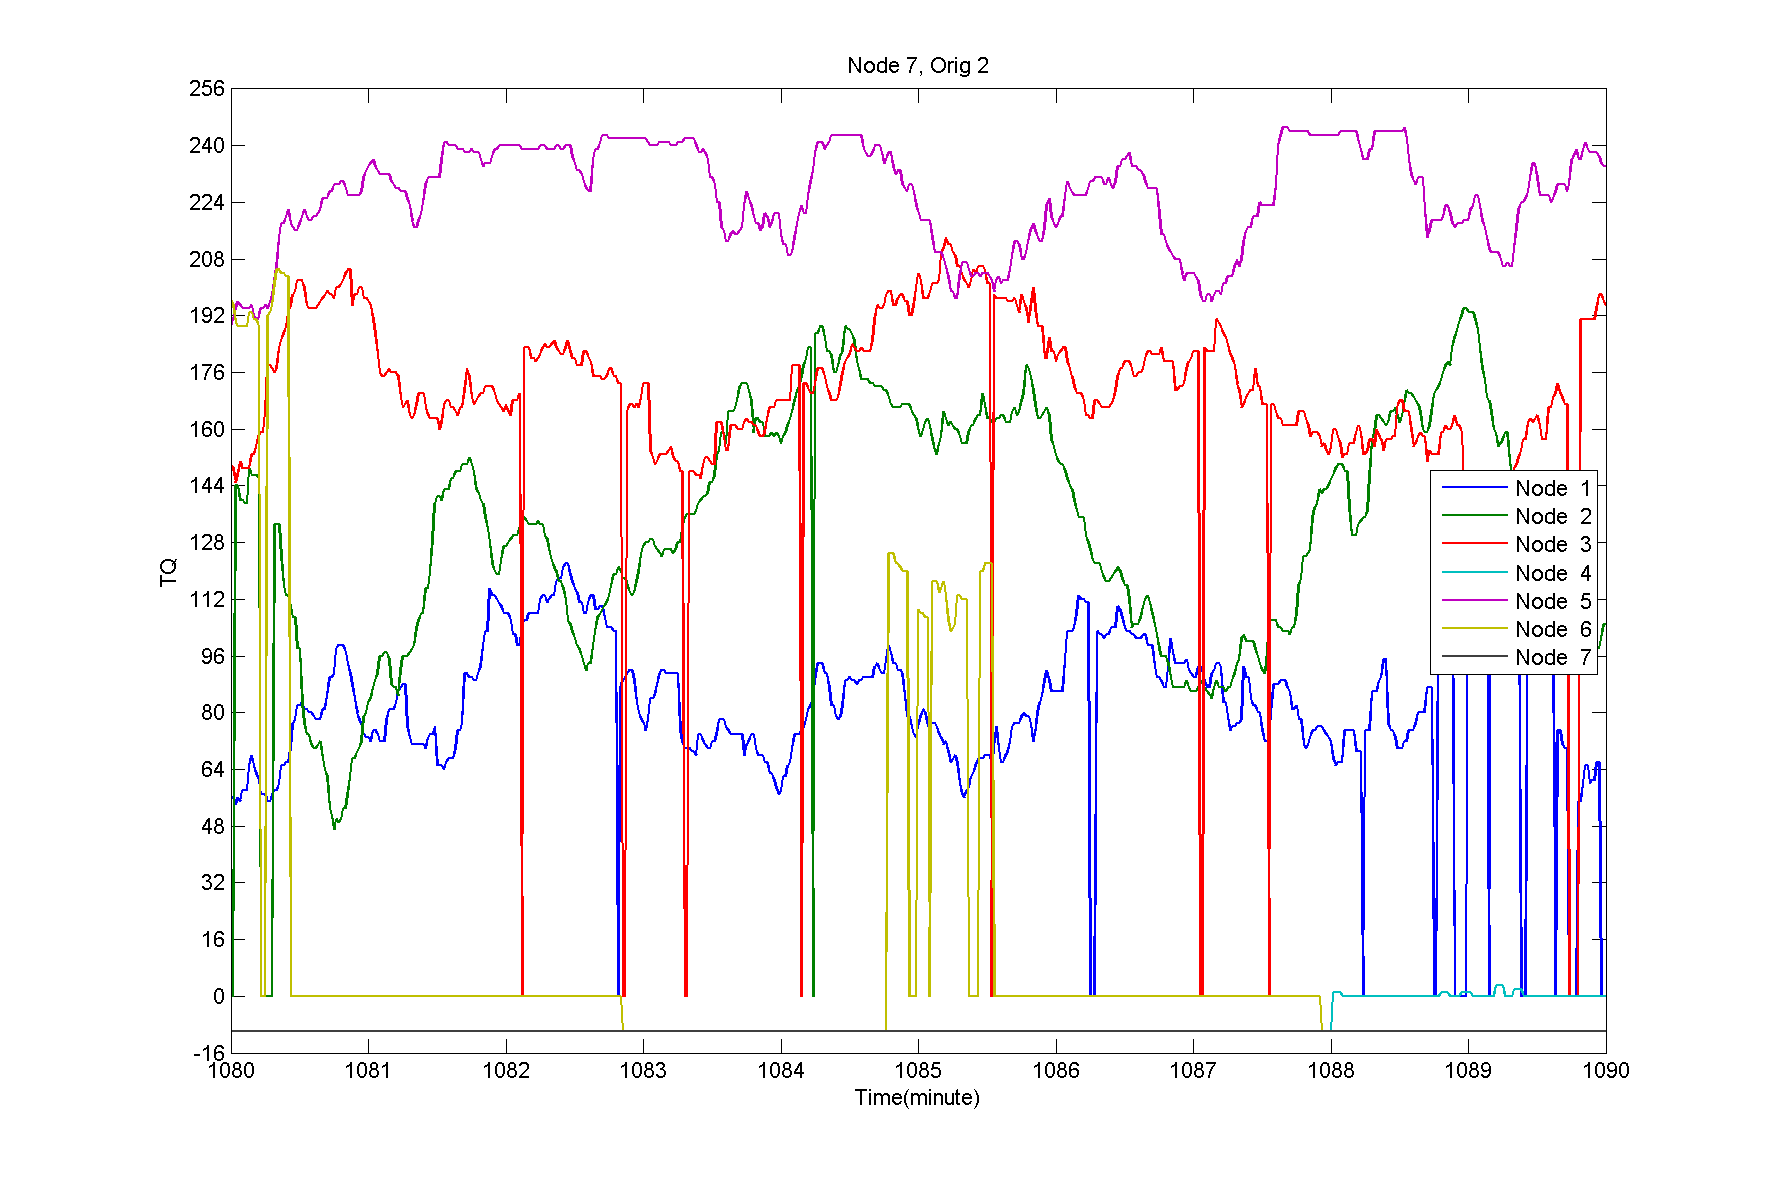 Node 7, Orig 2
256
240
224
208
192
176
160
144
128
112
96
80
64
48
32
16
0
-16
TQ
Node 1
Node 2
Node 3
Node 4
Node 5
Node 6
Node 7
1080 1081 1082 1083 1084 1085 1086 1087 1088 1089 1090
Time(minute)